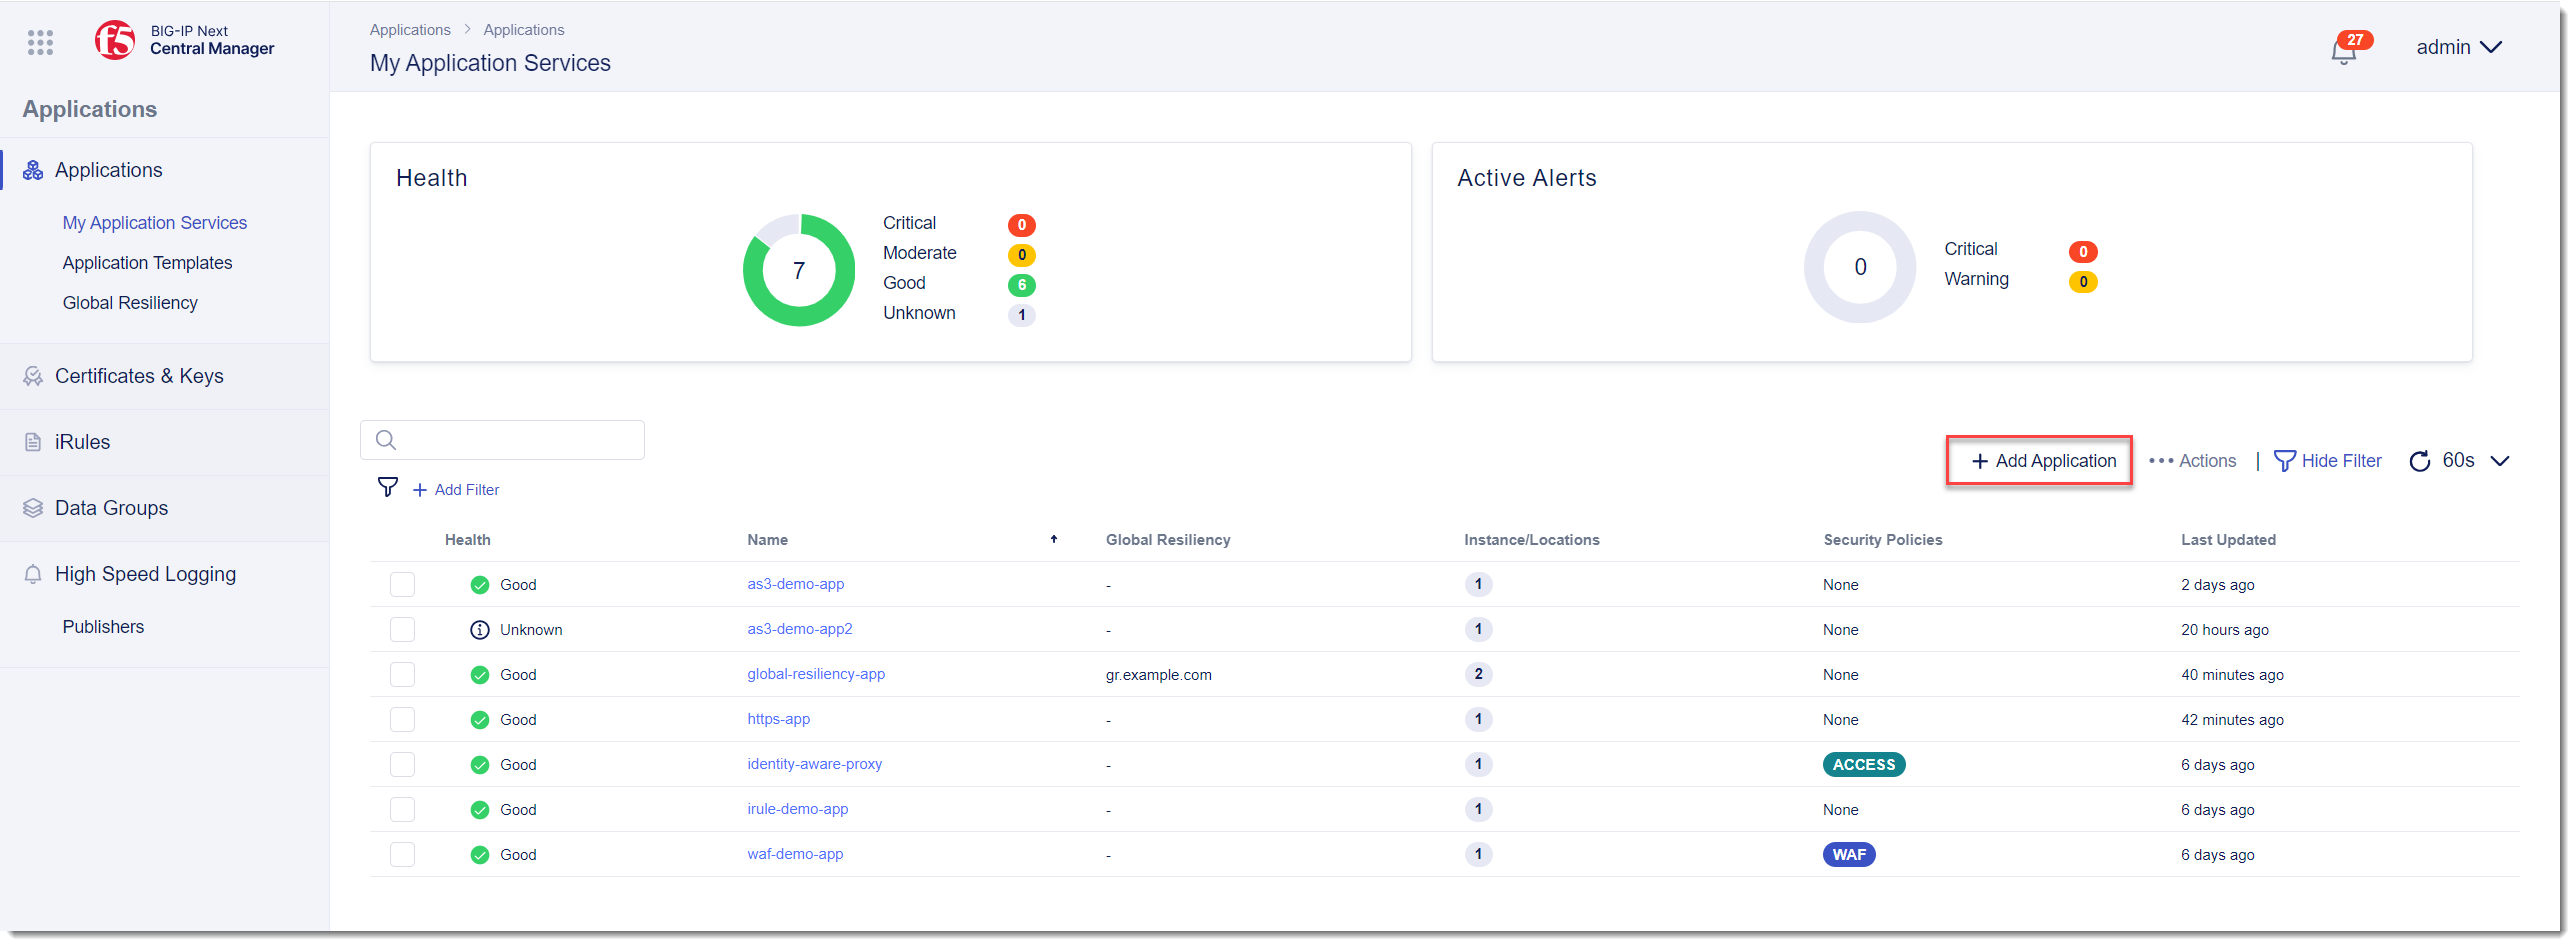 f5 BIG-IP Next
Central Manager
Applications > Applications
My Application Services
27
admin
Applications
Applications
My Application Services
Application Templates
Global Resiliency
Certificates & Keys
iRules
Data Groups
High Speed Logging
Publishers
Health
7
Critical 0
Moderate 0
Good 6
Unknown 1
Active Alerts
0
Critical 0
Warning 0
+ Add Application
••• Actions
Hide Filter
60s
+ Add Filter
Health Name Global Resiliency Instance/Locations Security Policies Last Updated
Good as3-demo-app - 1 None 2 days ago
Unknown as3-demo-app2 - 1 None 20 hours ago
Good global-resiliency-app gr.example.com 2 None 40 minutes ago
Good https-app - 1 None 42 minutes ago
Good identity-aware-proxy - 1 ACCESS 6 days ago
Good irule-demo-app - 1 None 6 days ago
Good waf-demo-app - 1 WAF 6 days ago